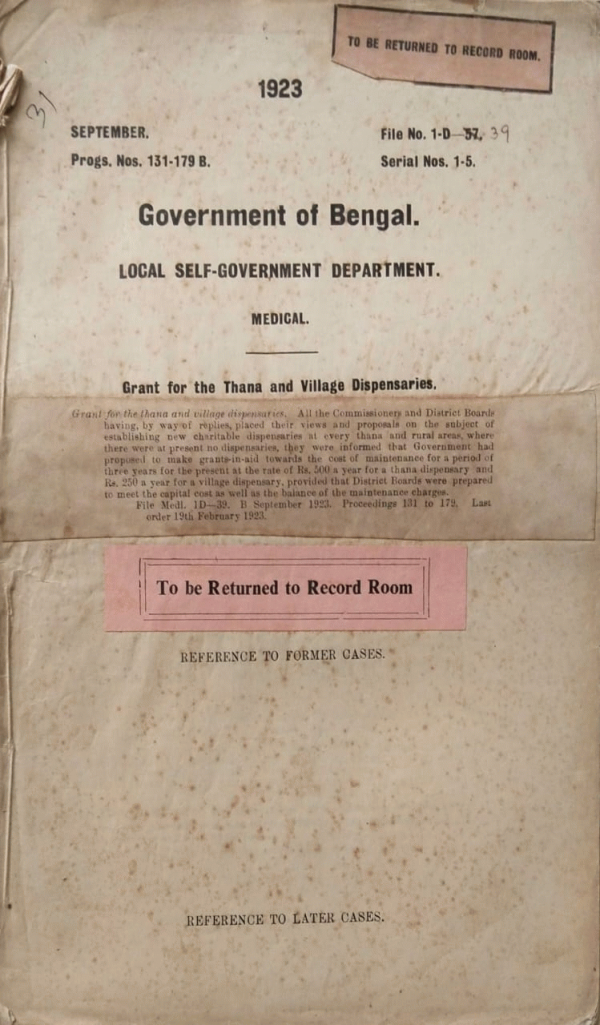 TO BE RETURNED TO RECORD ROOM.
1923
31
SEPTEMBER.
File No. 1-D-37. 39
Progs. Nos. 131-179 B.
Serial Nos. 1-5.
Government of Bengal.
LOCAL SELF-GOVERNMENT DEPARTMENT.
MEDICAL.
Grant for the Thana and Village Dispensaries.
Grant for the thana and village dispensaries. All the Commissioners and District Boards
having, by way of replies, placed their views and proposals on the subject of
establishing new charitable dispensaries at every thana and rural areas, where
there were at present no dispensaries, they were informed that Government had
proposed to make grants-in-aid towards the cost of maintenance for a period of
three years for the present at the rate of Rs. 500 a year for a thana dispensary and
Rs. 250 a year for a village dispensary, provided that District Boards were prepared
to meet the capital cost as well as the balance of the maintenance charges.
File Medl. 1D—39. B September 1923. Proceedings 131 to 179. Last
order 19th February 1923.
To be Returned to Record Room
REFERENCE TO FORMER CASES.
REFERENCE TO LATER CASES.